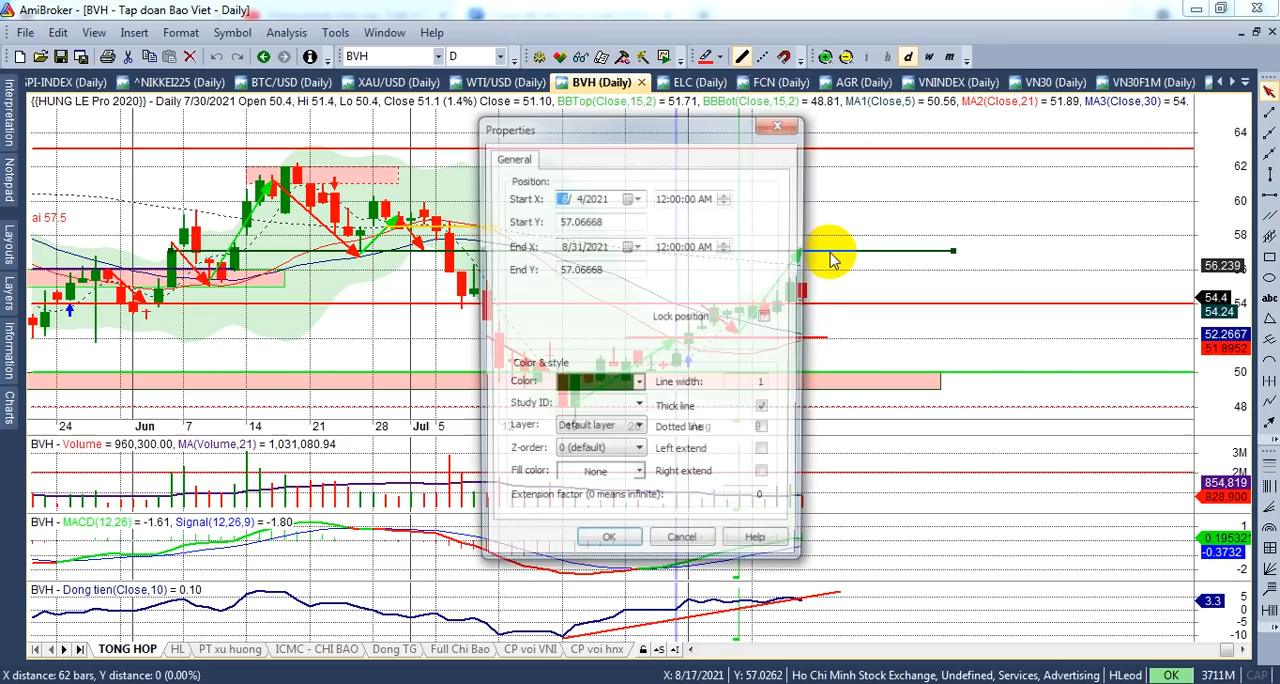 AmiBroker - [BVH - Tap doan Bao Viet - Daily]
File Edit View Insert Format Symbol Analysis Tools Window Help
BVH D i h d w m
PI-INDEX (Daily) ^NIKKEI225 (Daily) BTC/USD (Daily) XAU/USD (Daily) WTI/USD (Daily) BVH (Daily) ELC (Daily) FCN (Daily) AGR (Daily) VNINDEX (Daily) VN30 (Daily) VN30F1M (Daily)
{{HUNG LE Pro 2020}} - Daily 7/30/2021 Open 50.4, Hi 51.4, Lo 50.4, Close 51.1 (1.4%) Close = 51.10, BBTop(Close,15,2) = 51.71, BBBot(Close,15,2) = 48.81, MA1(Close,5) = 50.56, MA2(Close,21) = 51.89, MA3(Close,30) = 54.
Interpretation
Notepad
Layouts
Layers
Information
Charts
ai 57.5
64
62
60
58
56.239
54.4
54.24
52.2667
51.8952
50
48
24 Jun 7 14 21 28 Jul 5
Properties
General
Position:
Start X: 6/ 4/2021 12:00:00 AM
Start Y: 57.06668
End X: 8/31/2021 12:00:00 AM
End Y: 57.06668
Lock position
Color & style
Color: Line width: 1
Study ID: Thick line
Layer: Default layer Dotted line
Z-order: 0 (default) Left extend
Fill color: None Right extend
Extension factor (0 means infinite): 0
OK Cancel Help
BVH - Volume = 960,300.00, MA(Volume,21) = 1,031,080.94
3M
2M
854,819
828,900
BVH - MACD(12,26) = -1.61, Signal(12,26,9) = -1.80
1
0.19532
-0.3732
BVH - Dong tien(Close,10) = 0.10
5
3.3
0
-5
-10
TONG HOP HL PT xu huong ICMC - CHI BAO Dong TG Full Chi Bao CP voi VNI CP voi hnx
X distance: 62 bars, Y distance: 0 (0.00%) X: 8/17/2021 Y: 57.0262 Ho Chi Minh Stock Exchange, Undefined, Services, Advertising HLeod OK 3711M CAP